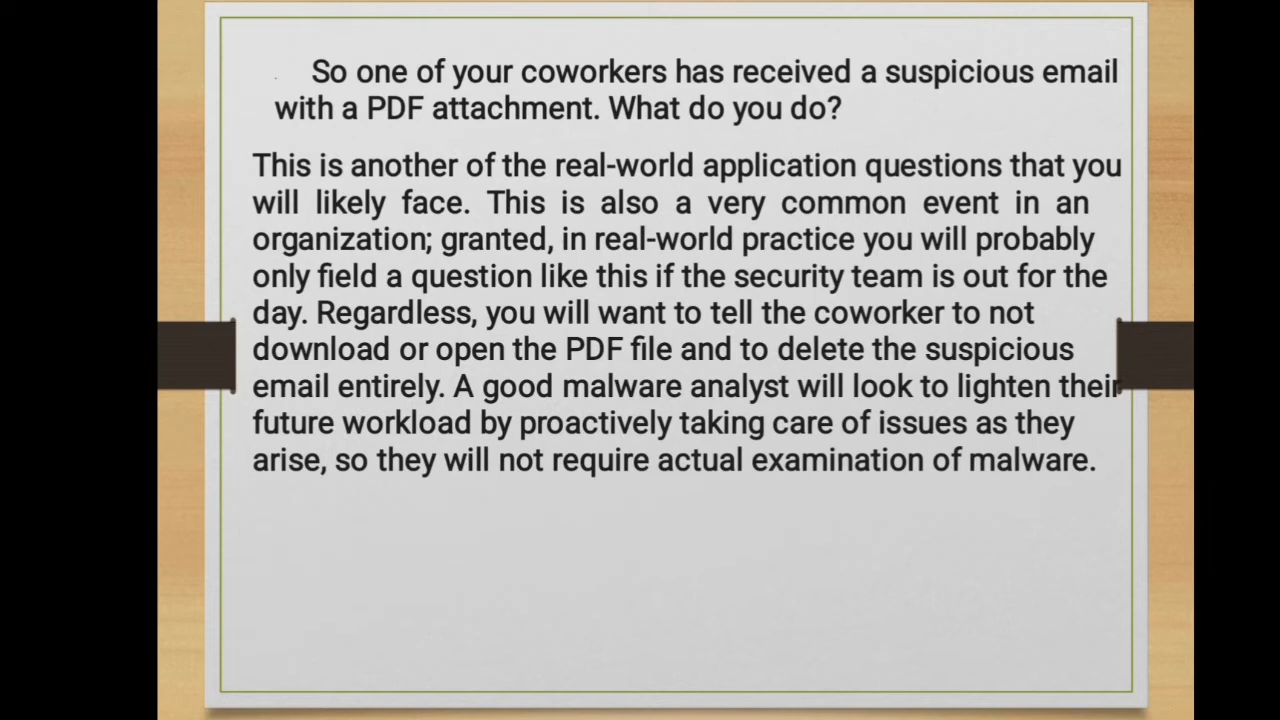 So one of your coworkers has received a suspicious email
with a PDF attachment. What do you do?
This is another of the real-world application questions that you
will likely face. This is also a very common event in an
organization; granted, in real-world practice you will probably
only field a question like this if the security team is out for the
day. Regardless, you will want to tell the coworker to not
download or open the PDF file and to delete the suspicious
email entirely. A good malware analyst will look to lighten their
future workload by proactively taking care of issues as they
arise, so they will not require actual examination of malware.